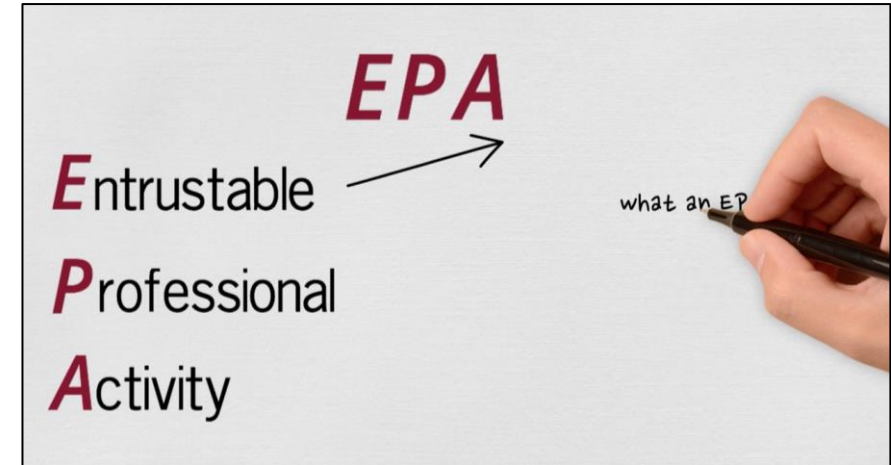 EPA
Entrustable
what an EP
Professional
Activity